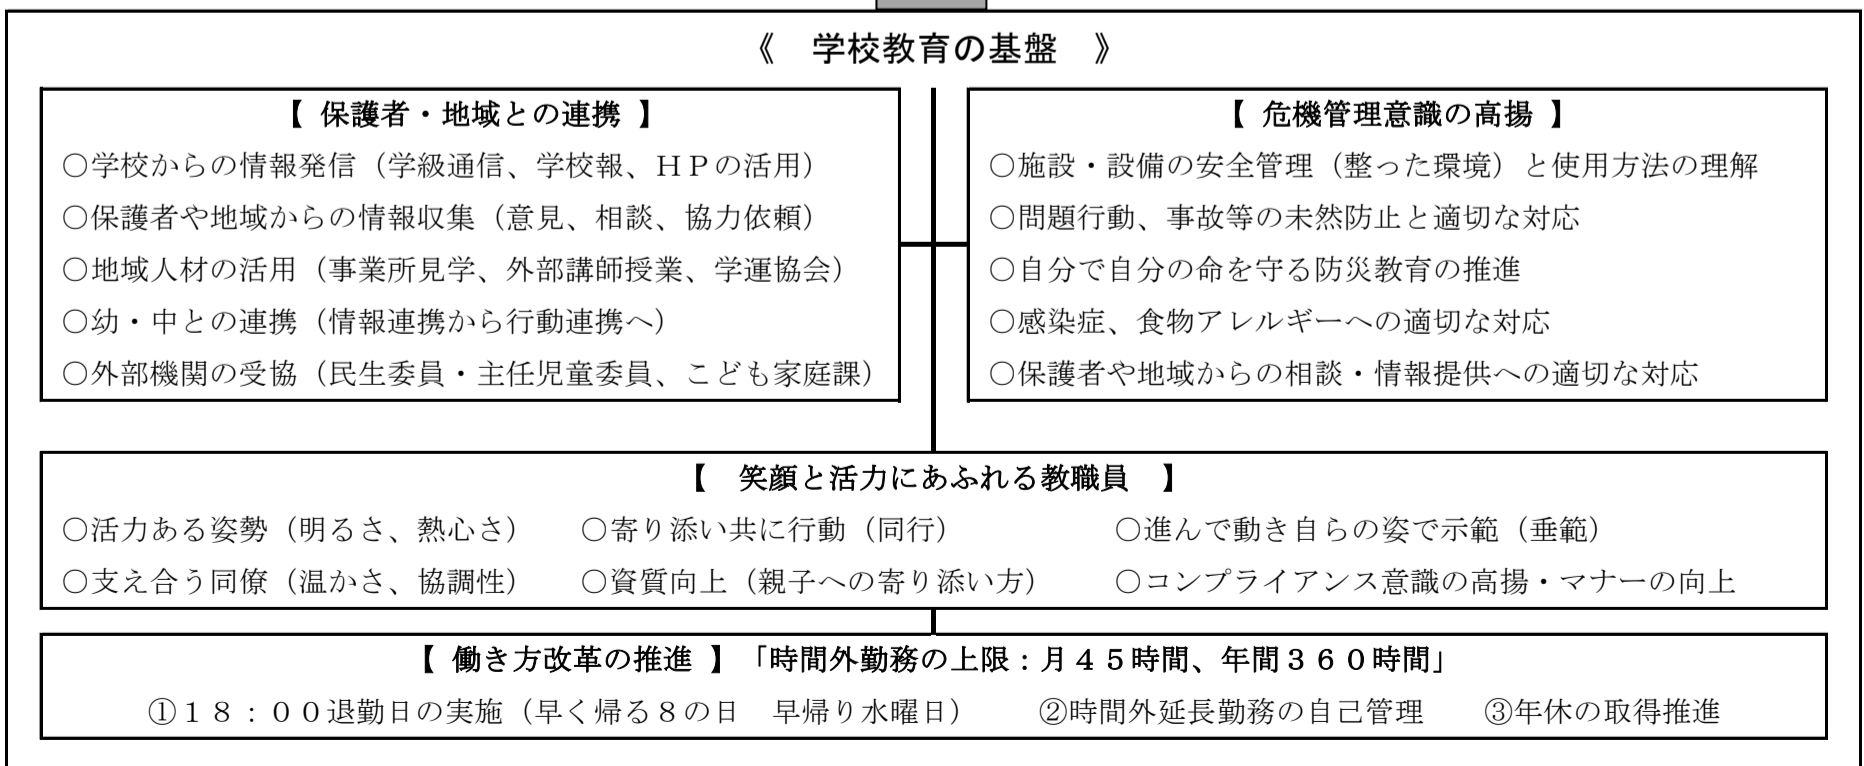 《　学校教育の基盤　》
【 保護者・地域との連携 】
○学校からの情報発信（学級通信、学校報、ＨＰの活用）
○保護者や地域からの情報収集（意見、相談、協力依頼）
○地域人材の活用（事業所見学、外部講師授業、学運協会）
○幼・中との連携（情報連携から行動連携へ）
○外部機関の受協（民生委員・主任児童委員、こども家庭課）
【 危機管理意識の高揚 】
○施設・設備の安全管理（整った環境）と使用方法の理解
○問題行動、事故等の未然防止と適切な対応
○自分で自分の命を守る防災教育の推進
○感染症、食物アレルギーへの適切な対応
○保護者や地域からの相談・情報提供への適切な対応
【　笑顔と活力にあふれる教職員　】
○活力ある姿勢（明るさ、熱心さ）　○寄り添い共に行動（同行）　○進んで動き自らの姿で示範（垂範）
○支え合う同僚（温かさ、協調性）　○資質向上（親子への寄り添い方）　○コンプライアンス意識の高揚・マナーの向上
【 働き方改革の推進 】「時間外勤務の上限：月４５時間、年間３６０時間」
①１８：００退勤日の実施（早く帰る８の日　早帰り水曜日）　②時間外延長勤務の自己管理　③年休の取得推進